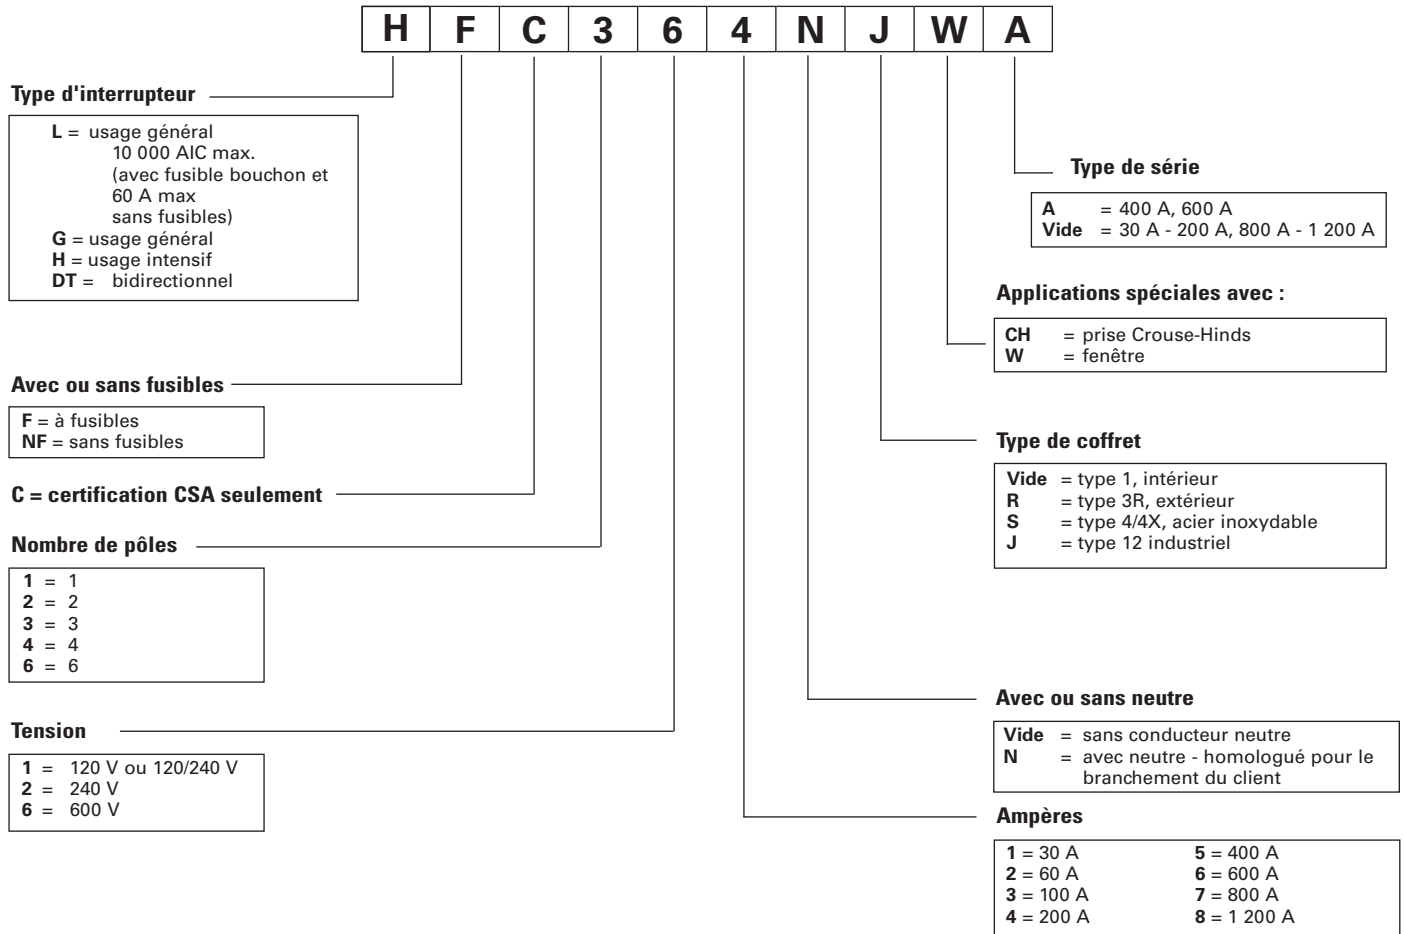 H F C 3 6 4 N J W A
Type d'interrupteur
L = usage général
10 000 AIC max.
(avec fusible bouchon et
60 A max
sans fusibles)
G = usage général
H = usage intensif
DT = bidirectionnel
Avec ou sans fusibles
F = à fusibles
NF = sans fusibles
C = certification CSA seulement
Nombre de pôles
1 = 1
2 = 2
3 = 3
4 = 4
6 = 6
Tension
1 = 120 V ou 120/240 V
2 = 240 V
6 = 600 V
Type de série
A = 400 A, 600 A
Vide = 30 A - 200 A, 800 A - 1 200 A
Applications spéciales avec :
CH = prise Crouse-Hinds
W = fenêtre
Type de coffret
Vide = type 1, intérieur
R = type 3R, extérieur
S = type 4/4X, acier inoxydable
J = type 12 industriel
Avec ou sans neutre
Vide = sans conducteur neutre
N = avec neutre - homologué pour le
branchement du client
Ampères
1 = 30 A 5 = 400 A
2 = 60 A 6 = 600 A
3 = 100 A 7 = 800 A
4 = 200 A 8 = 1 200 A